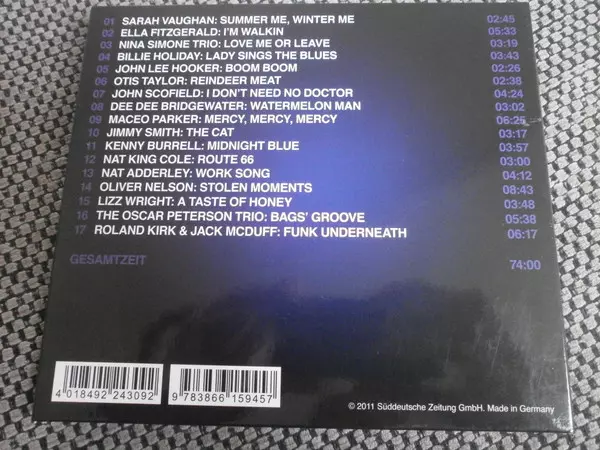 01 SARAH VAUGHAN: SUMMER ME, WINTER ME 02:45
02 ELLA FITZGERALD: I'M WALKIN 05:33
03 NINA SIMONE TRIO: LOVE ME OR LEAVE 03:19
04 BILLIE HOLIDAY: LADY SINGS THE BLUES 03:43
05 JOHN LEE HOOKER: BOOM BOOM 02:26
06 OTIS TAYLOR: REINDEER MEAT 02:38
07 JOHN SCOFIELD: I DON'T NEED NO DOCTOR 04:24
08 DEE DEE BRIDGEWATER: WATERMELON MAN 03:02
09 MACEO PARKER: MERCY, MERCY, MERCY 06:25
10 JIMMY SMITH: THE CAT 03:17
11 KENNY BURRELL: MIDNIGHT BLUE 03:57
12 NAT KING COLE: ROUTE 66 03:00
13 NAT ADDERLEY: WORK SONG 04:12
14 OLIVER NELSON: STOLEN MOMENTS 08:43
15 LIZZ WRIGHT: A TASTE OF HONEY 03:48
16 THE OSCAR PETERSON TRIO: BAGS' GROOVE 05:38
17 ROLAND KIRK & JACK MCDUFF: FUNK UNDERNEATH 06:17
GESAMTZEIT 74:00
4 018492 243092
9 783866 159457
© 2011 Süddeutsche Zeitung GmbH. Made in Germany